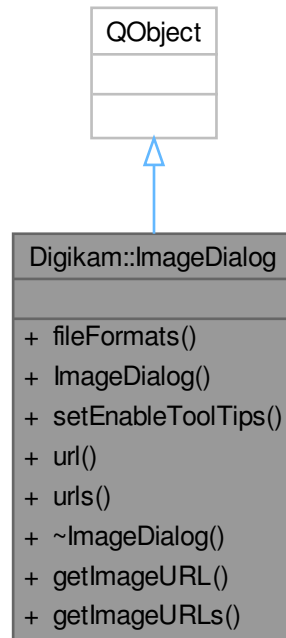 QObject
Digikam::ImageDialog
+ fileFormats()
+ ImageDialog()
+ setEnableToolTips()
+ url()
+ urls()
+ ~ImageDialog()
+ getImageURL()
+ getImageURLs()